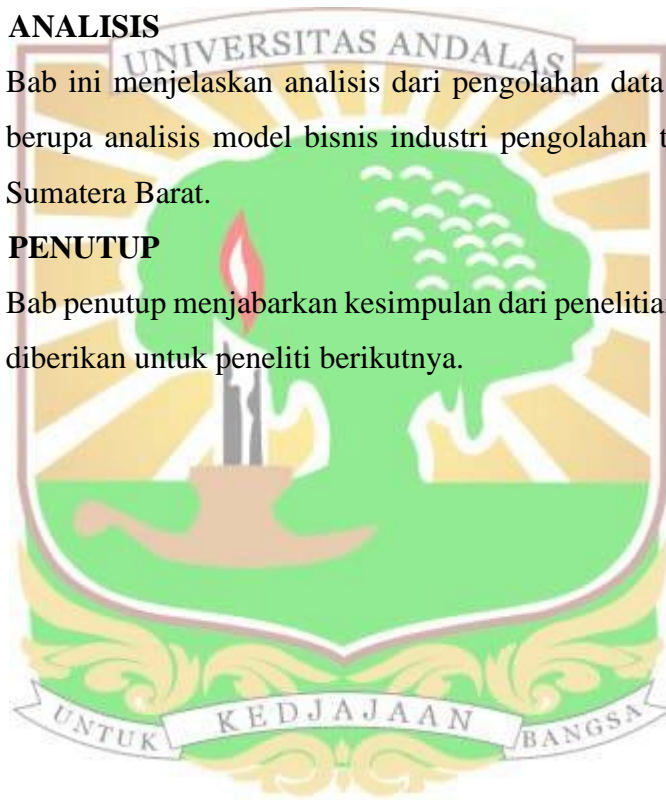 ANALISIS
UNIVERSITAS ANDALAS
Bab ini menjelaskan analisis dari pengolahan data
berupa analisis model bisnis industri pengolahan t
Sumatera Barat.
PENUTUP
Bab penutup menjabarkan kesimpulan dari penelitian
diberikan untuk peneliti berikutnya.
UNTUK KEDJAJAAN BANGSA